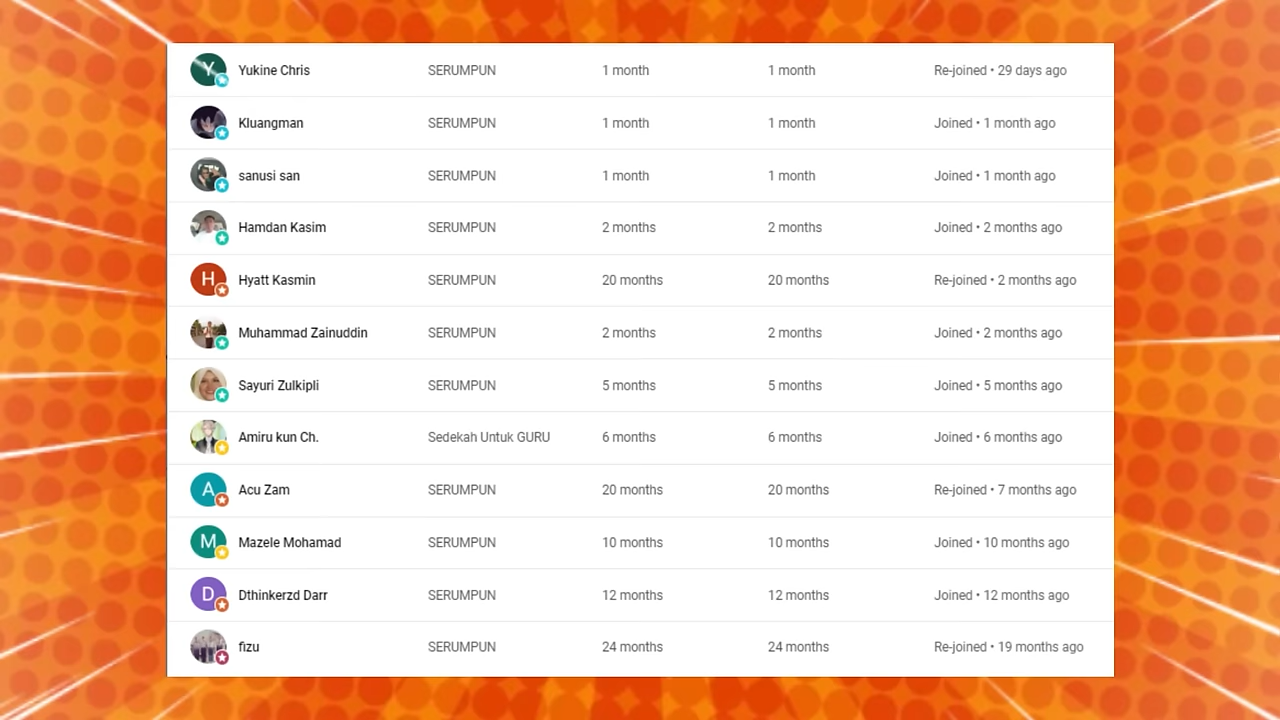 Y Yukine Chris SERUMPUN 1 month 1 month Re-joined • 29 days ago
Kluangman SERUMPUN 1 month 1 month Joined • 1 month ago
sanusi san SERUMPUN 1 month 1 month Joined • 1 month ago
Hamdan Kasim SERUMPUN 2 months 2 months Joined • 2 months ago
H Hyatt Kasmin SERUMPUN 20 months 20 months Re-joined • 2 months ago
Muhammad Zainuddin SERUMPUN 2 months 2 months Joined • 2 months ago
Sayuri Zulkipli SERUMPUN 5 months 5 months Joined • 5 months ago
Amiru kun Ch. Sedekah Untuk GURU 6 months 6 months Joined • 6 months ago
A Acu Zam SERUMPUN 20 months 20 months Re-joined • 7 months ago
M Mazele Mohamad SERUMPUN 10 months 10 months Joined • 10 months ago
D Dthinkerzd Darr SERUMPUN 12 months 12 months Joined • 12 months ago
fizu SERUMPUN 24 months 24 months Re-joined • 19 months ago